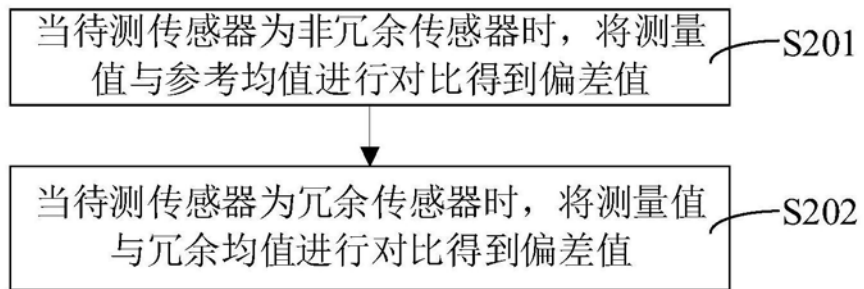 当待测传感器为非冗余传感器时，将测量
值与参考均值进行对比得到偏差值
S201
当待测传感器为冗余传感器时，将测量值
与冗余均值进行对比得到偏差值
S202